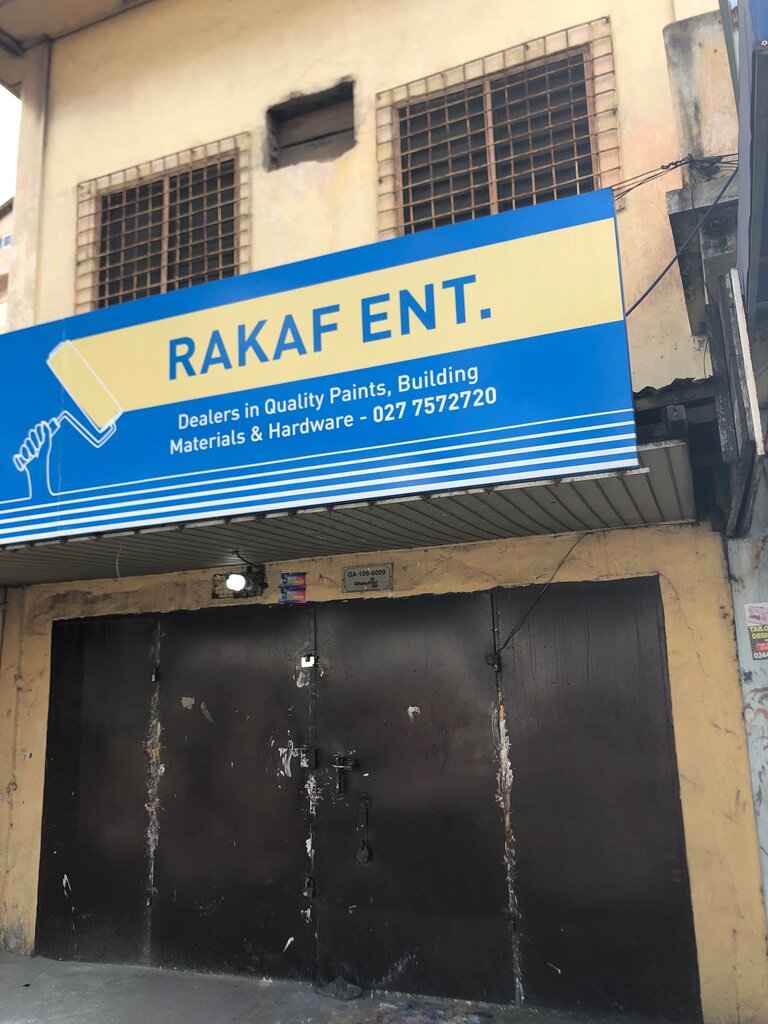 RAKAF ENT.
Dealers in Quality Paints, Building
Materials & Hardware - 027 7572720
GA-106-6009